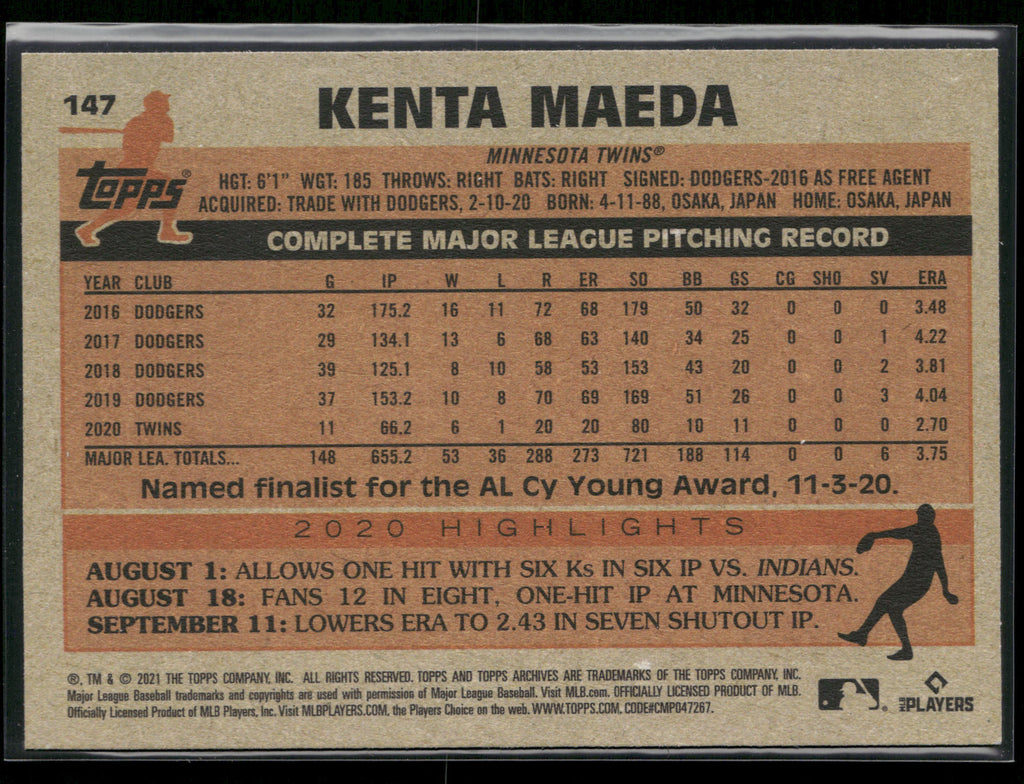 147
KENTA MAEDA
MINNESOTA TWINS®
Topps®
HGT: 6'1" WGT: 185 THROWS: RIGHT BATS: RIGHT SIGNED: DODGERS-2016 AS FREE AGENT
ACQUIRED: TRADE WITH DODGERS, 2-10-20 BORN: 4-11-88, OSAKA, JAPAN HOME: OSAKA, JAPAN
COMPLETE MAJOR LEAGUE PITCHING RECORD
YEAR CLUB G IP W L R ER SO BB GS CG SHO SV ERA
2016 DODGERS 32 175.2 16 11 72 68 179 50 32 0 0 0 3.48
2017 DODGERS 29 134.1 13 6 68 63 140 34 25 0 0 1 4.22
2018 DODGERS 39 125.1 8 10 58 53 153 43 20 0 0 2 3.81
2019 DODGERS 37 153.2 10 8 70 69 169 51 26 0 0 3 4.04
2020 TWINS 11 66.2 6 1 20 20 80 10 11 0 0 0 2.70
MAJOR LEA. TOTALS... 148 655.2 53 36 288 273 721 188 114 0 0 6 3.75
Named finalist for the AL Cy Young Award, 11-3-20.
2020 HIGHLIGHTS
AUGUST 1: ALLOWS ONE HIT WITH SIX Ks IN SIX IP VS. INDIANS.
AUGUST 18: FANS 12 IN EIGHT, ONE-HIT IP AT MINNESOTA.
SEPTEMBER 11: LOWERS ERA TO 2.43 IN SEVEN SHUTOUT IP.
®, TM & © 2021 THE TOPPS COMPANY, INC. ALL RIGHTS RESERVED. TOPPS AND TOPPS ARCHIVES ARE TRADEMARKS OF THE TOPPS COMPANY, INC.
Major League Baseball trademarks and copyrights are used with permission of Major League Baseball. Visit MLB.com. OFFICIALLY LICENSED PRODUCT OF MLB.
Officially Licensed Product of MLB Players, Inc. Visit MLBPLAYERS.COM, the Players Choice on the web. WWW.TOPPS.COM. CODE#CMP047267.
MLB PLAYERS